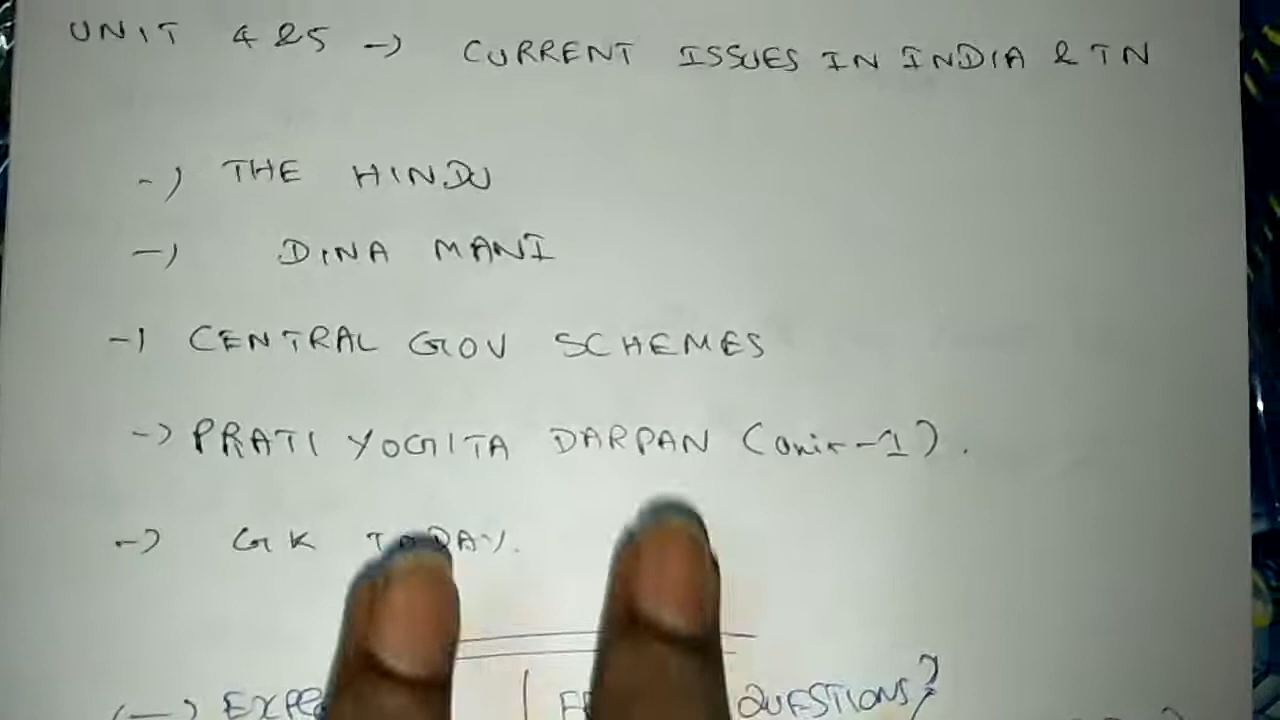 UNIT 4 & 5 -> CURRENT ISSUES IN INDIA & TN
-) THE HINDU
-) DINA MANI
-) CENTRAL GOV SCHEMES
-> PRATI YOGITA DARPAN (unit-1).
-> GK TODAY.
QUESTIONS?